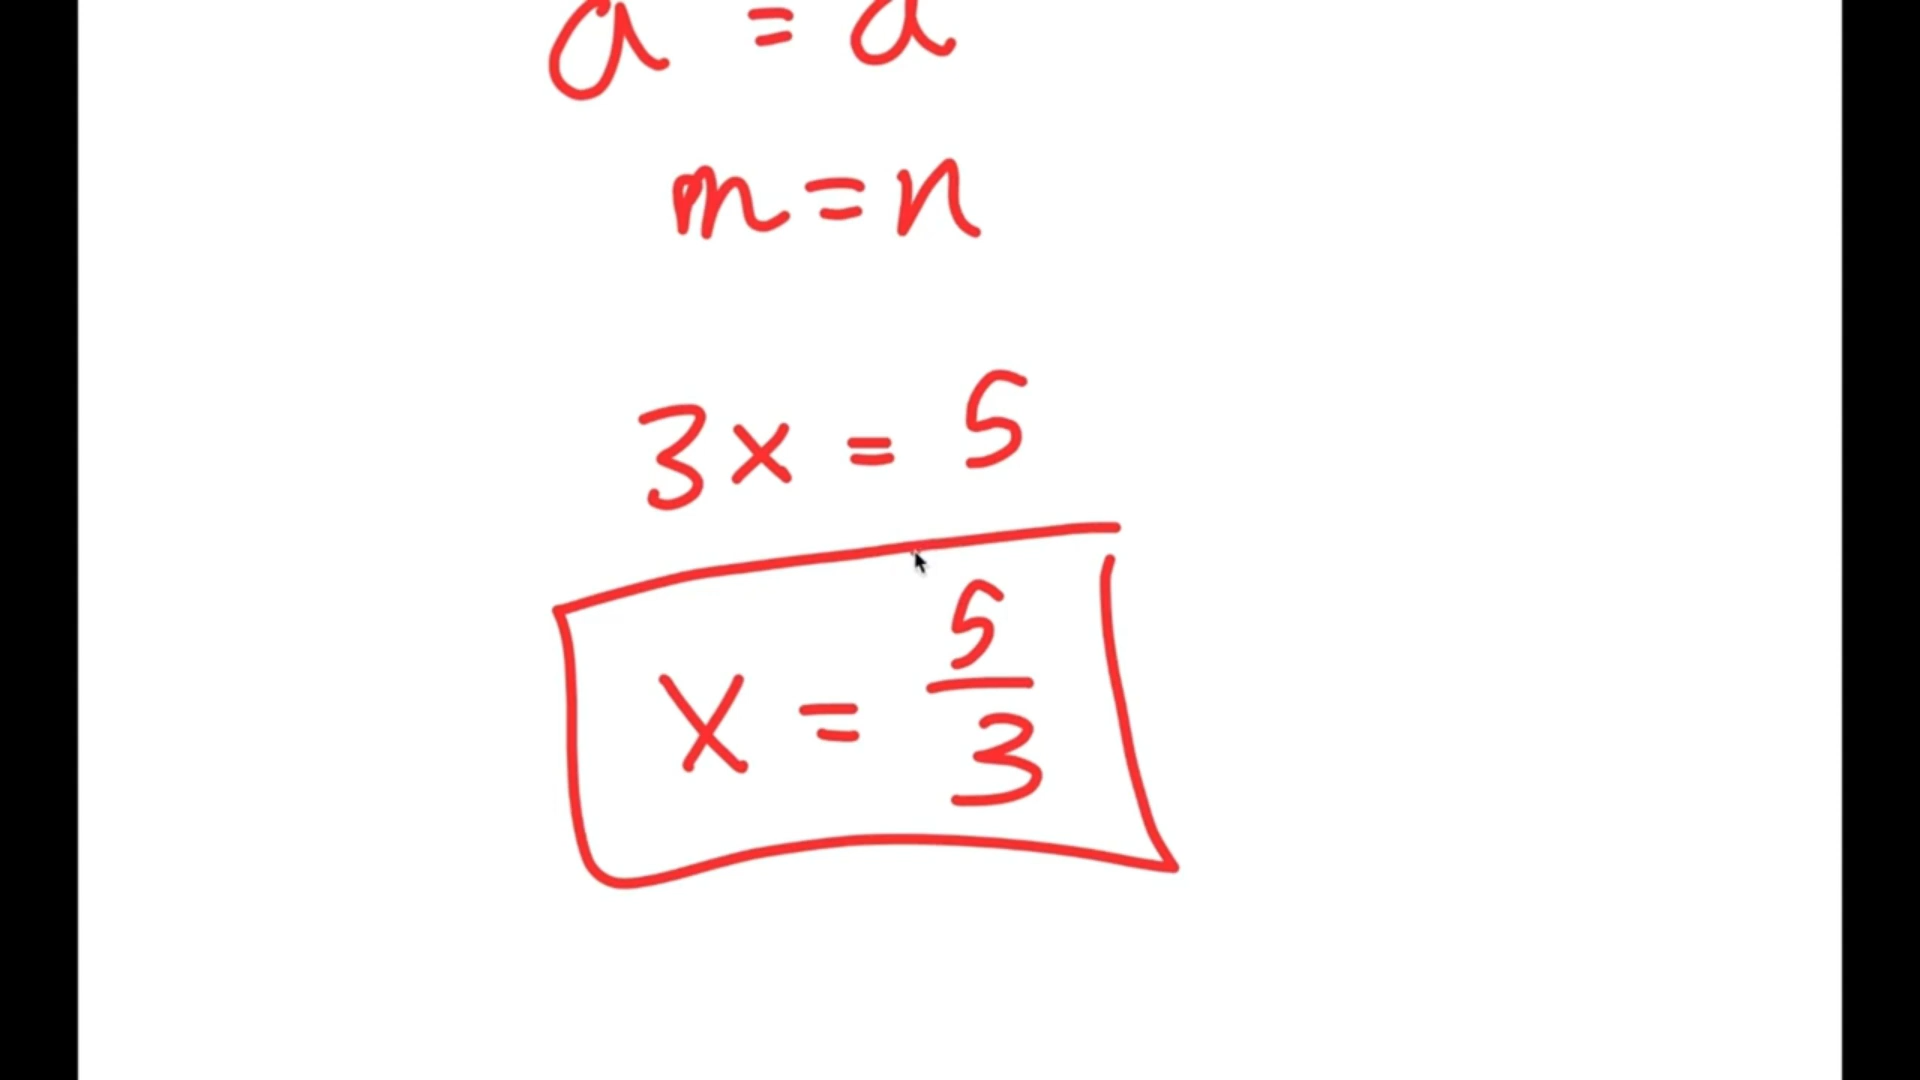 a = a
m = n
3x = 5
x = 5/3